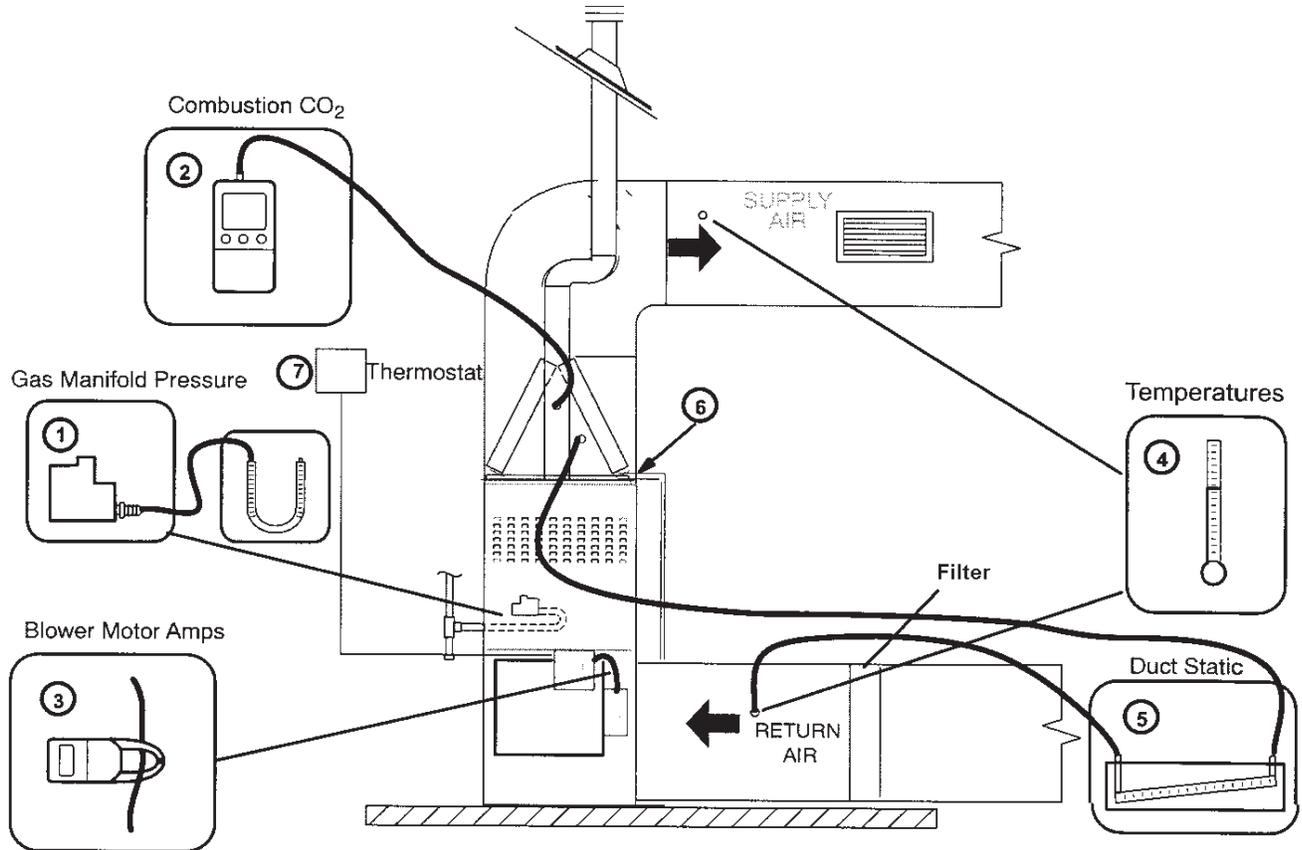 Combustion CO2
2
SUPPLY
AIR
7
Thermostat
Gas Manifold Pressure
1
6
Temperatures
4
Filter
Blower Motor Amps
3
Duct Static
5
RETURN
AIR